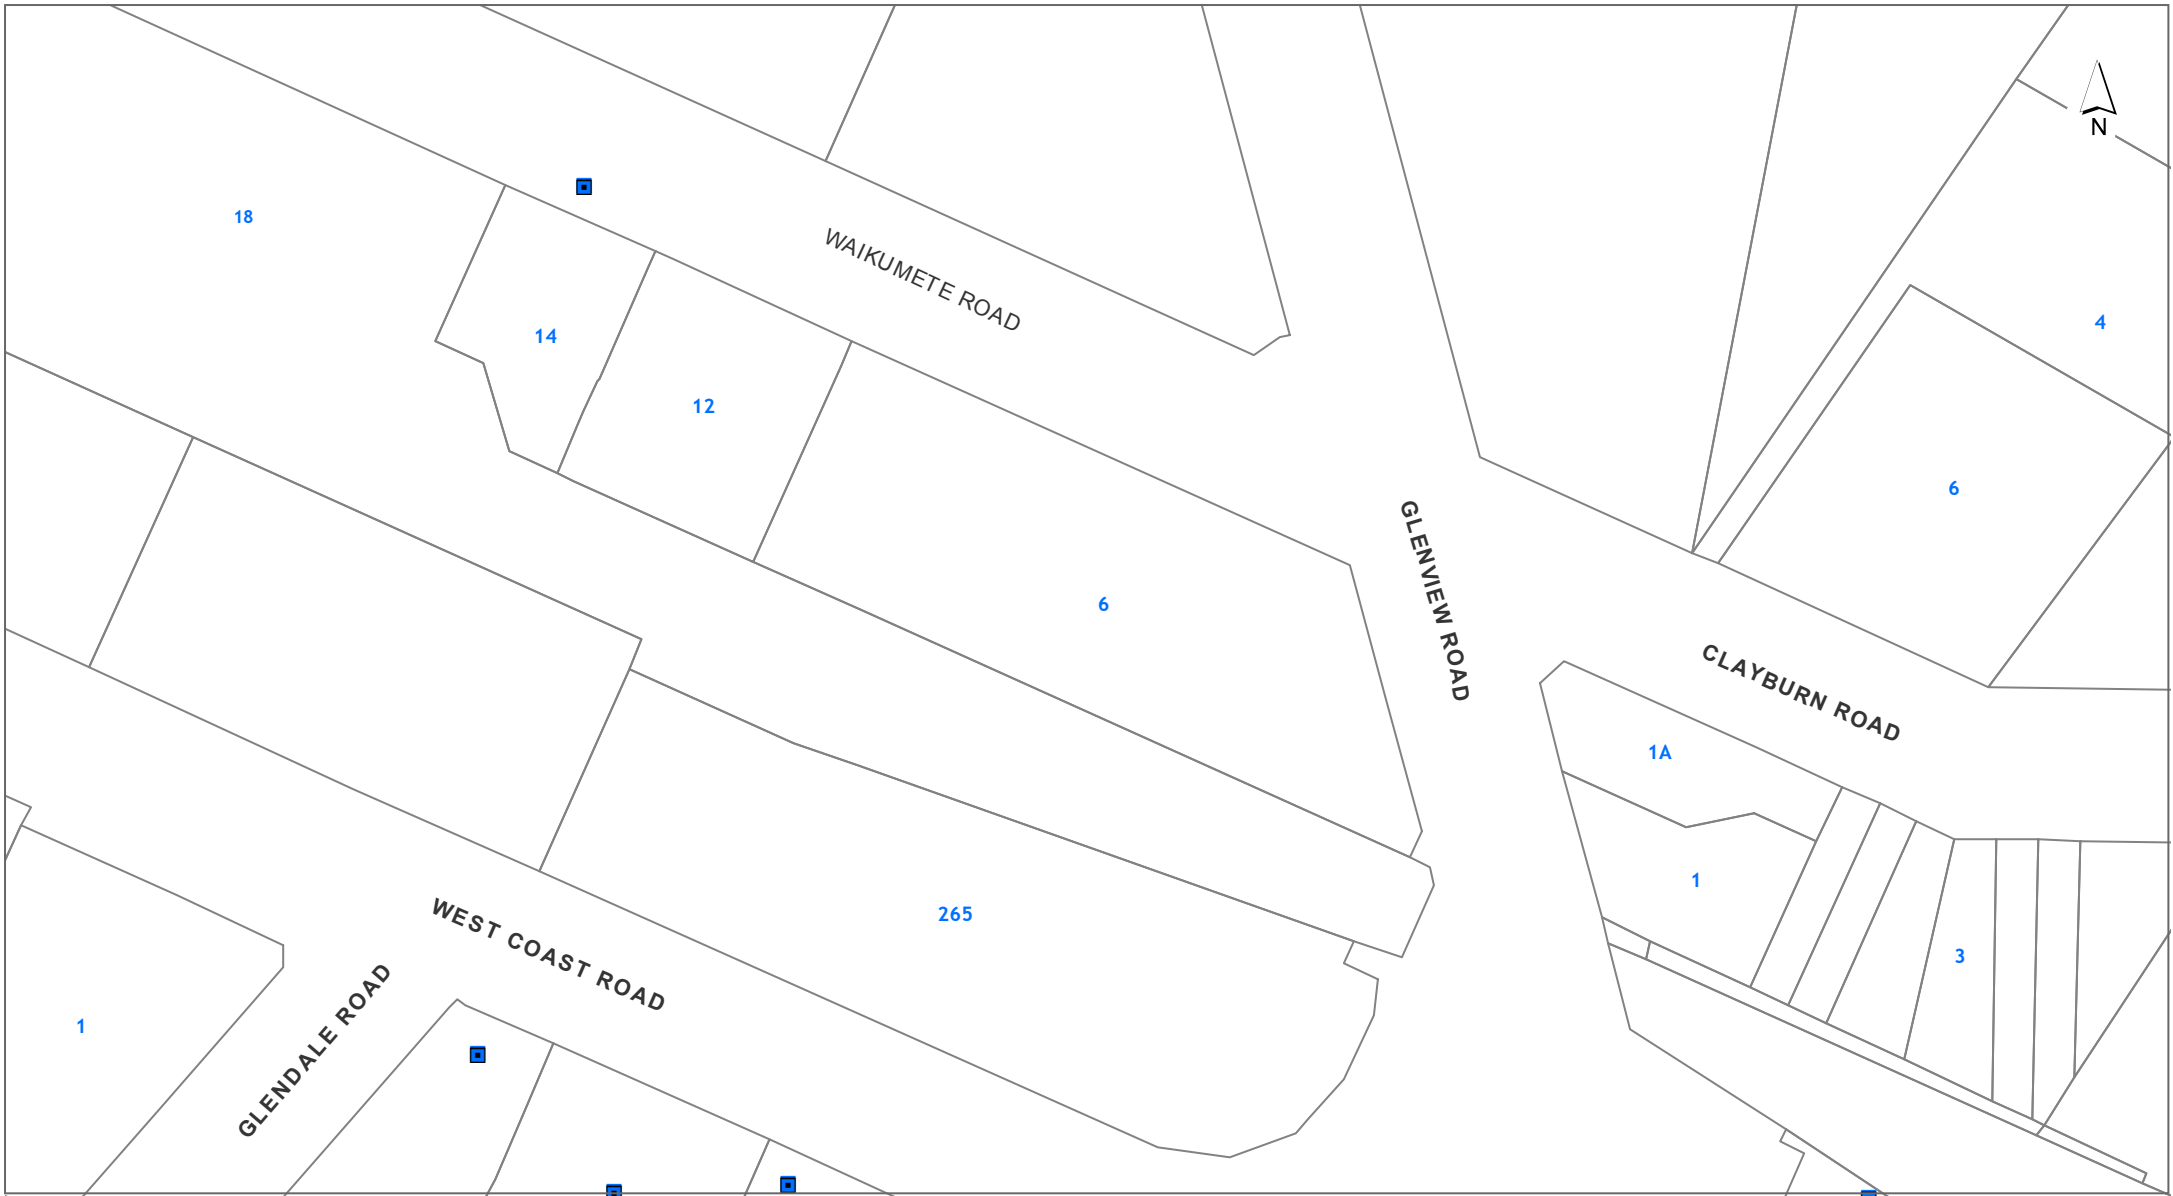 N
18
WAIKUMETE ROAD
14
4
12
6
GLENVIEW ROAD
6
CLAYBURN ROAD
1A
1
265
WEST COAST ROAD
3
GLENDALE ROAD
1